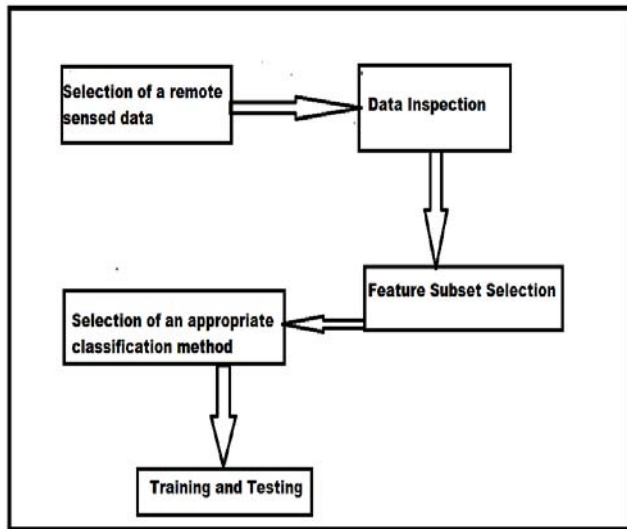 Selection of a remote
sensed data
Data Inspection
Feature Subset Selection
Selection of an appropriate
classification method
Training and Testing